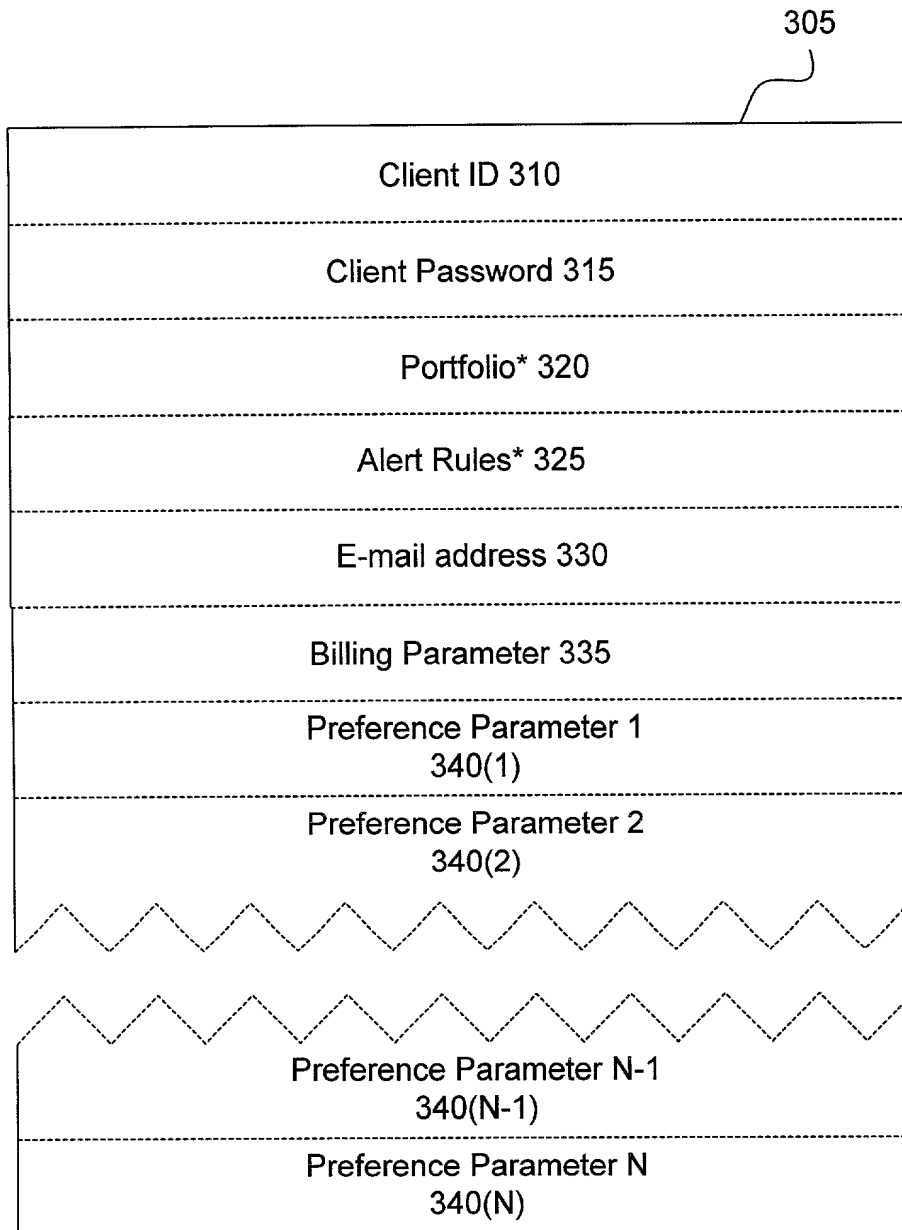 305
Client ID 310
Client Password 315
Portfolio* 320
Alert Rules* 325
E-mail address 330
Billing Parameter 335
Preference Parameter 1
340(1)
Preference Parameter 2
340(2)
Preference Parameter N-1
340(N-1)
Preference Parameter N
340(N)